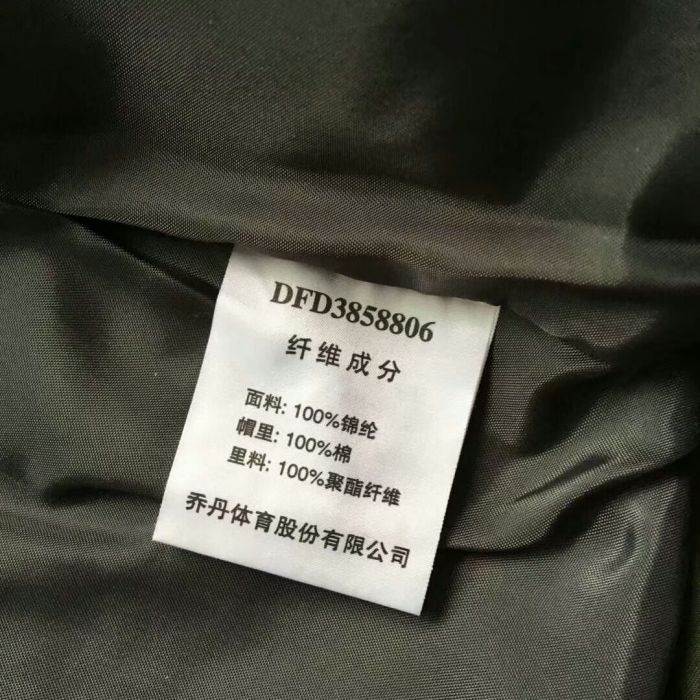 DFD3858806
纤维成分
面料: 100%锦纶
帽里: 100%棉
里料: 100%聚酯纤维
乔丹体育股份有限公司